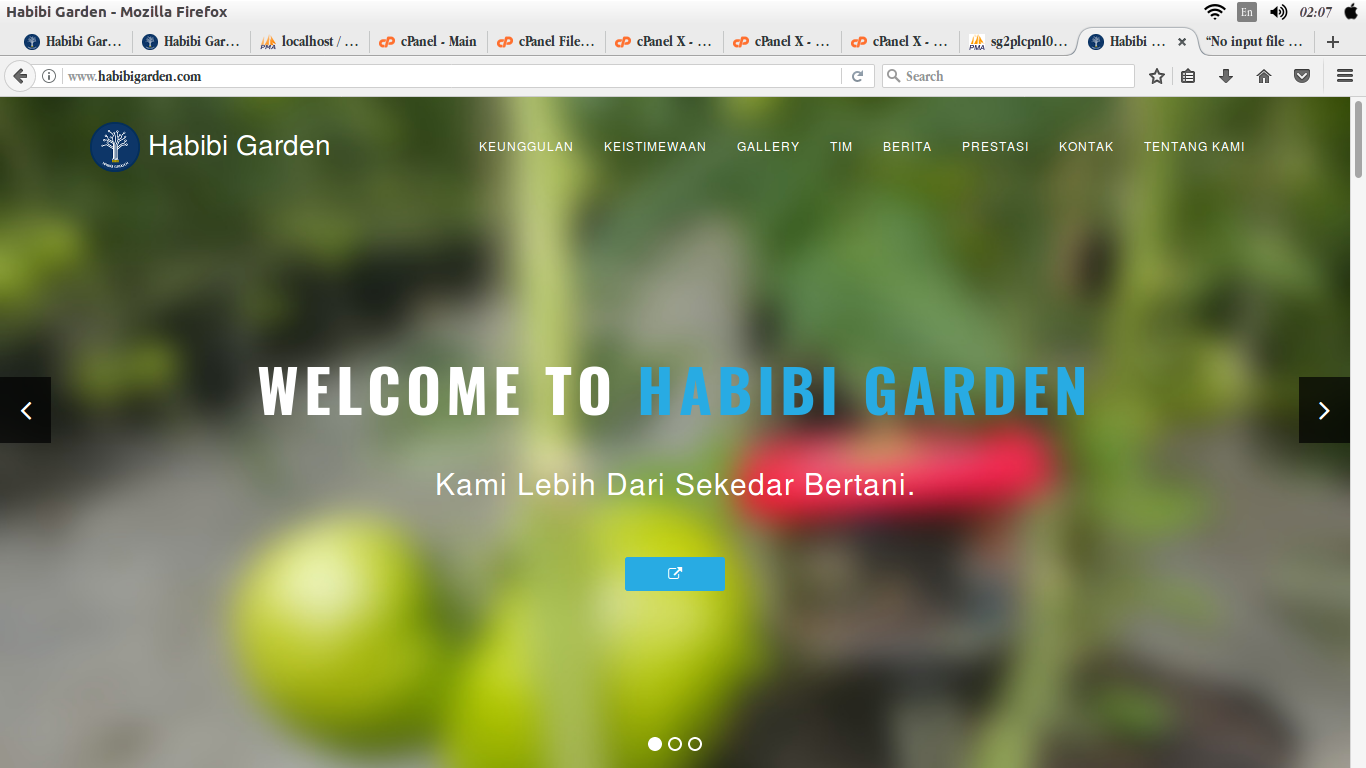 Habibi Garden - Mozilla Firefox
En
02:07
Habibi Gar…
Habibi Gar…
localhost / …
cPanel - Main
cPanel File…
cPanel X - …
cPanel X - …
cPanel X - …
sg2plcpnl0…
Habibi …
“No input file …
www.habibigarden.com
Search
Habibi Garden
KEUNGGULAN
KEISTIMEWAAN
GALLERY
TIM
BERITA
PRESTASI
KONTAK
TENTANG KAMI
WELCOME TO HABIBI GARDEN
Kami Lebih Dari Sekedar Bertani.